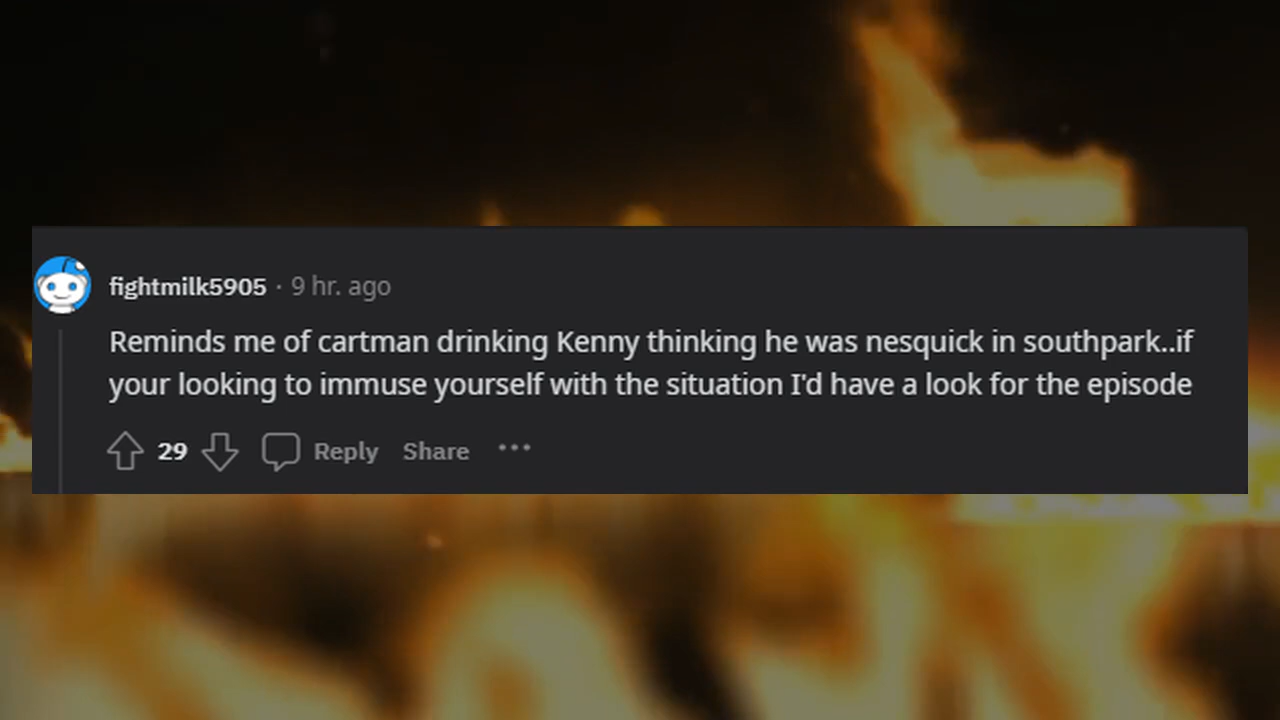 fightmilk5905 · 9 hr. ago
Reminds me of cartman drinking Kenny thinking he was nesquick in southpark..if
your looking to immuse yourself with the situation I'd have a look for the episode
29 Reply Share ···